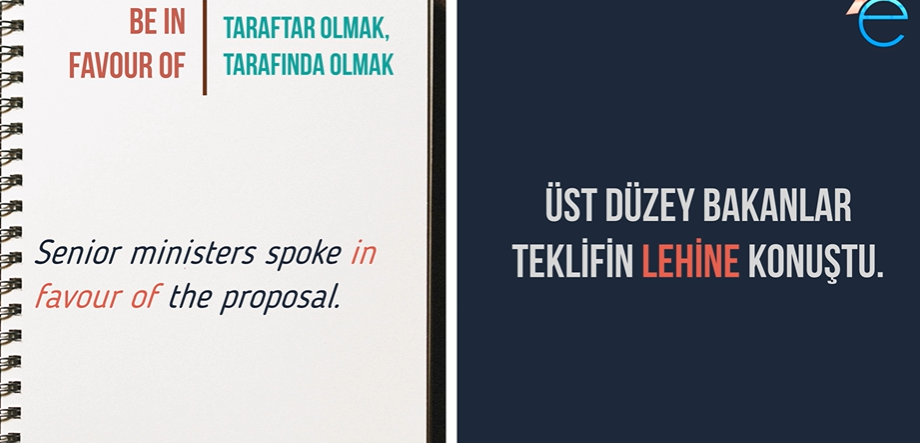 BE IN
FAVOUR OF
TARAFTAR OLMAK,
TARAFINDA OLMAK
Senior ministers spoke in
favour of the proposal.
e
ÜST DÜZEY BAKANLAR
TEKLİFİN LEHİNE KONUŞTU.